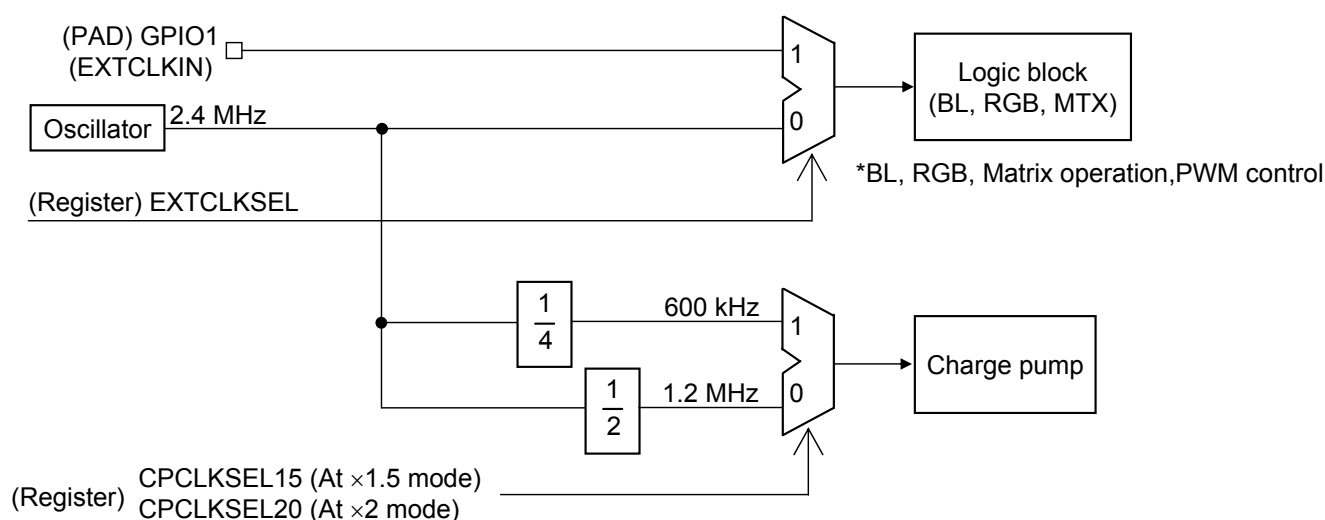 (PAD) GPIO1
(EXTCLKIN)
1
Logic block
(BL, RGB, MTX)
Oscillator
2.4 MHz
0
*BL, RGB, Matrix operation,PWM control
(Register) EXTCLKSEL
1
4
600 kHz
1
Charge pump
1
2
1.2 MHz
0
(Register)
CPCLKSEL15 (At ×1.5 mode)
CPCLKSEL20 (At ×2 mode)